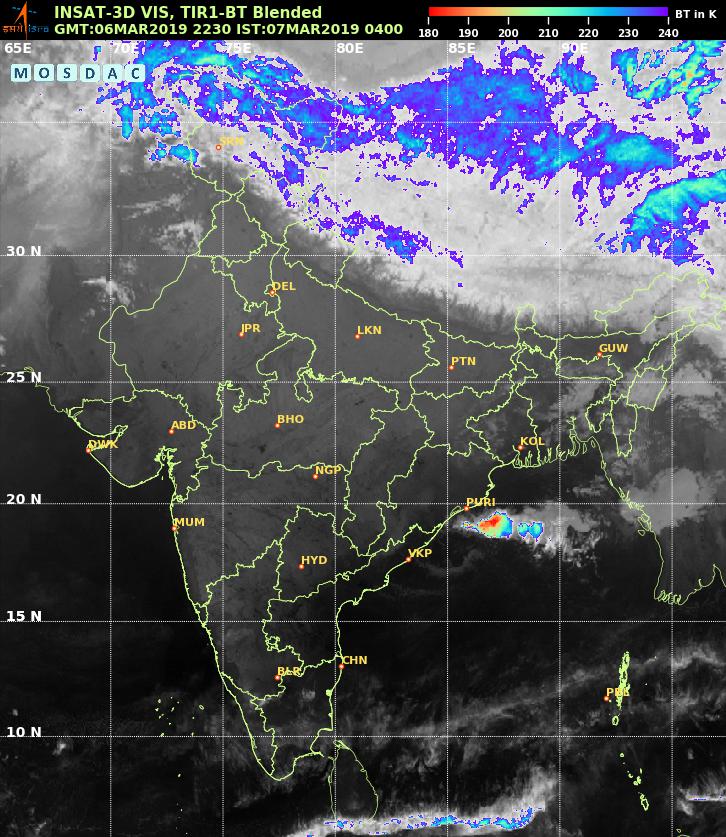 INSAT-3D VIS, TIR1-BT Blended
GMT:06MAR2019 2230 IST:07MAR2019 0400
180 190 200 210 220 230 240
BT in K
65E 70E 75E 80E 85E 90E
M O S D A C
SRN
30 N
DEL
JPR LKN
GUW
PTN
25 N
BHO
ABD
KOL
DWK
NGP
20 N PURI
MUM
VKP
HYD
15 N
CHN
BLR
10 N